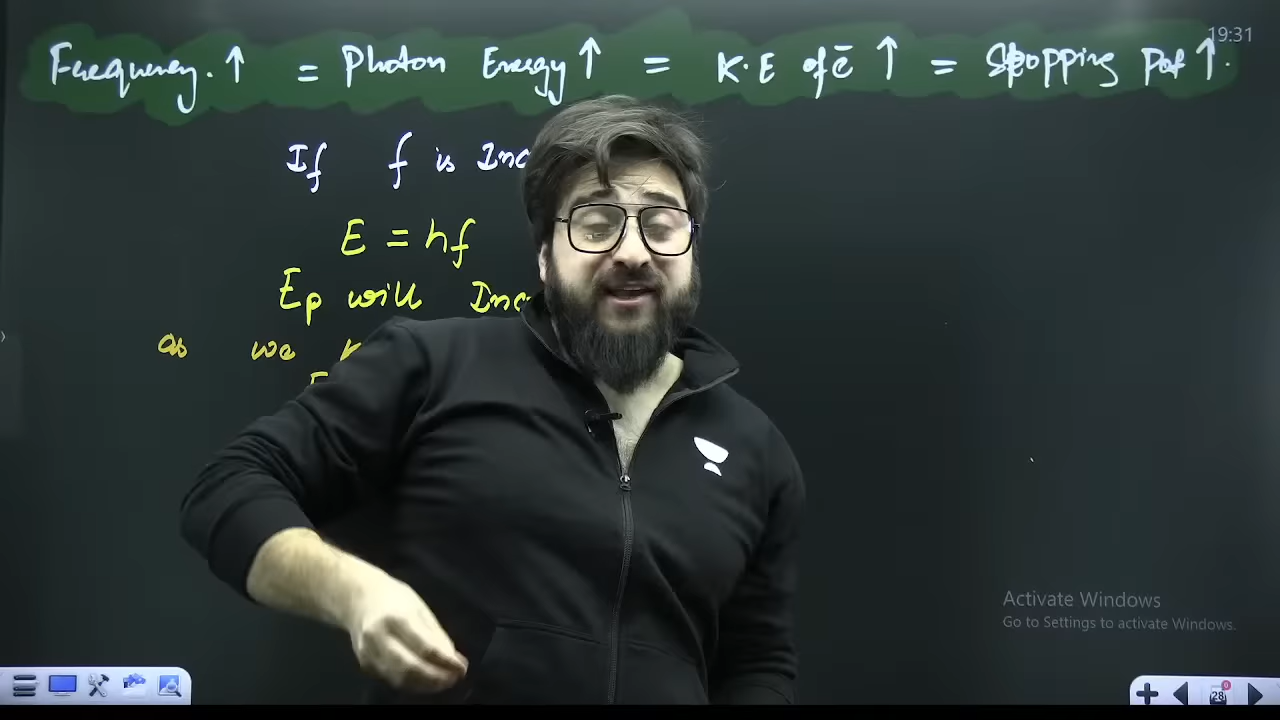 19:31
Frequency. ↑ = Photon Energy ↑ = K.E of ē ↑ = Stopping Pot ↑.
If f is Inc
E = hf
Ep will Inc
as we
Activate Windows
Go to Settings to activate Windows.
28